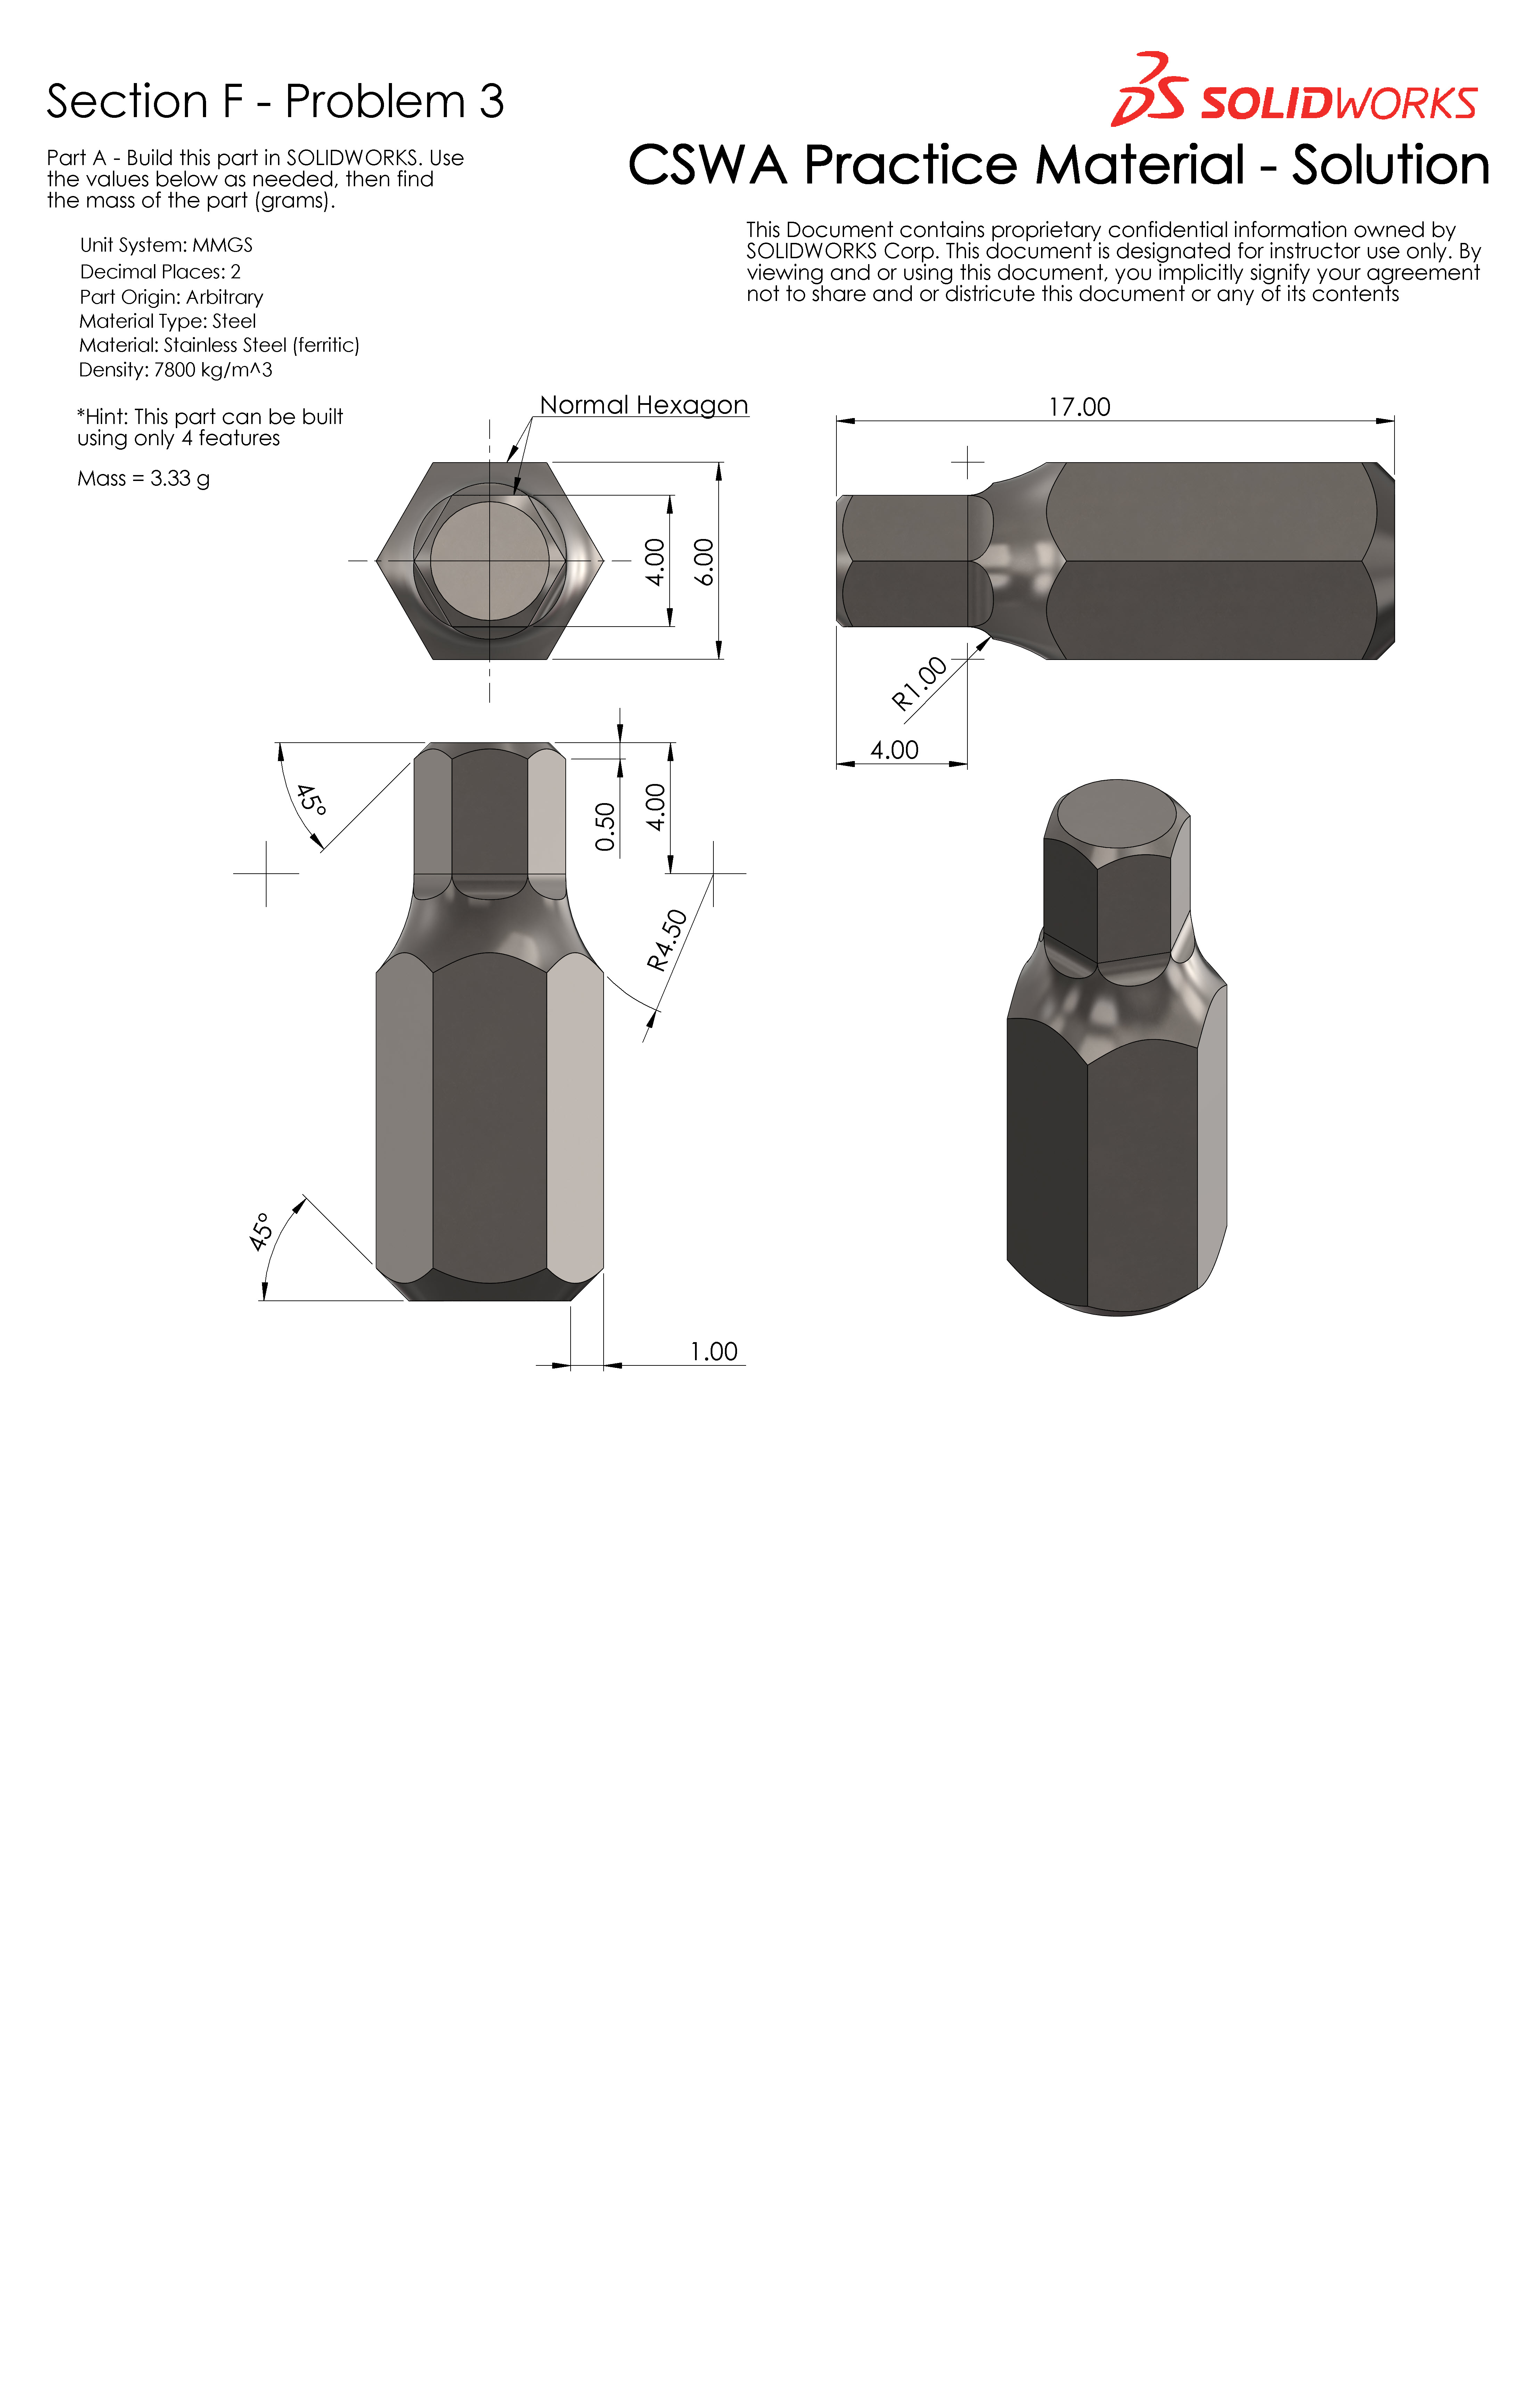 Section F - Problem 3
SOLIDWORKS
CSWA Practice Material - Solution
Part A - Build this part in SOLIDWORKS. Use
the values below as needed, then find
the mass of the part (grams).
This Document contains proprietary confidential information owned by
SOLIDWORKS Corp. This document is designated for instructor use only. By
viewing and or using this document, you implicitly signify your agreement
not to share and or districute this document or any of its contents
Unit System: MMGS
Decimal Places: 2
Part Origin: Arbitrary
Material Type: Steel
Material: Stainless Steel (ferritic)
Density: 7800 kg/m^3
*Hint: This part can be built
using only 4 features
Mass = 3.33 g
Normal Hexagon
4.00
6.00
17.00
R1.00
4.00
45°
0.50
4.00
R4.50
45°
1.00